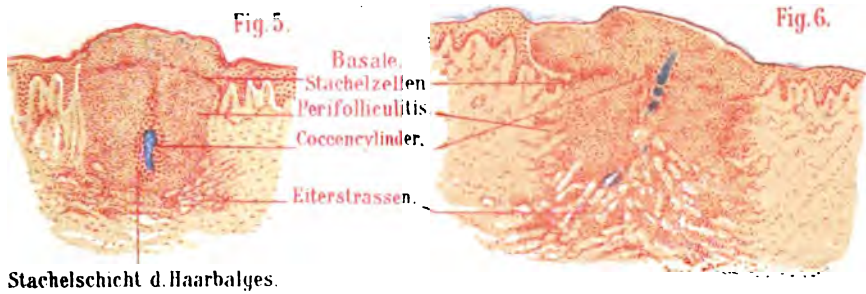 Fig. 5.
Fig. 6.
Basale.
Stachelzellen
Perifolliculitis.
Coccencylinder.
Eiterstrassen.
Stachelschicht d. Haarbalges.